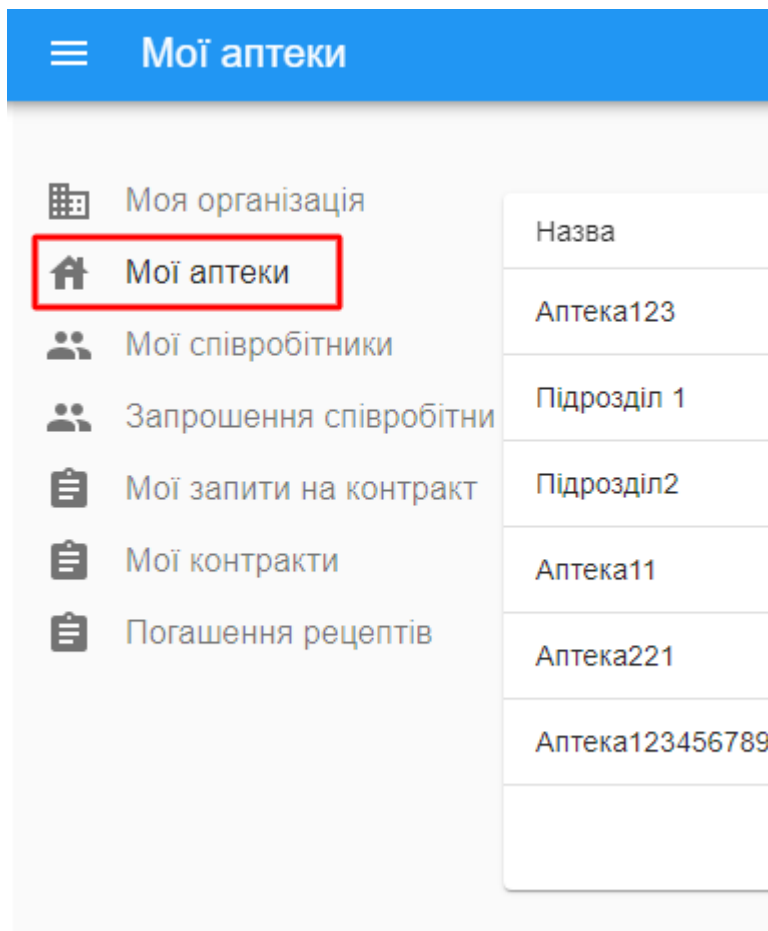 Мої аптеки
Моя організація
Мої аптеки
Мої співробітники
Запрошення співробітни
Мої запити на контракт
Мої контракти
Погашення рецептів
Назва
Аптека123
Підрозділ 1
Підрозділ2
Аптека11
Аптека221
Аптека123456789